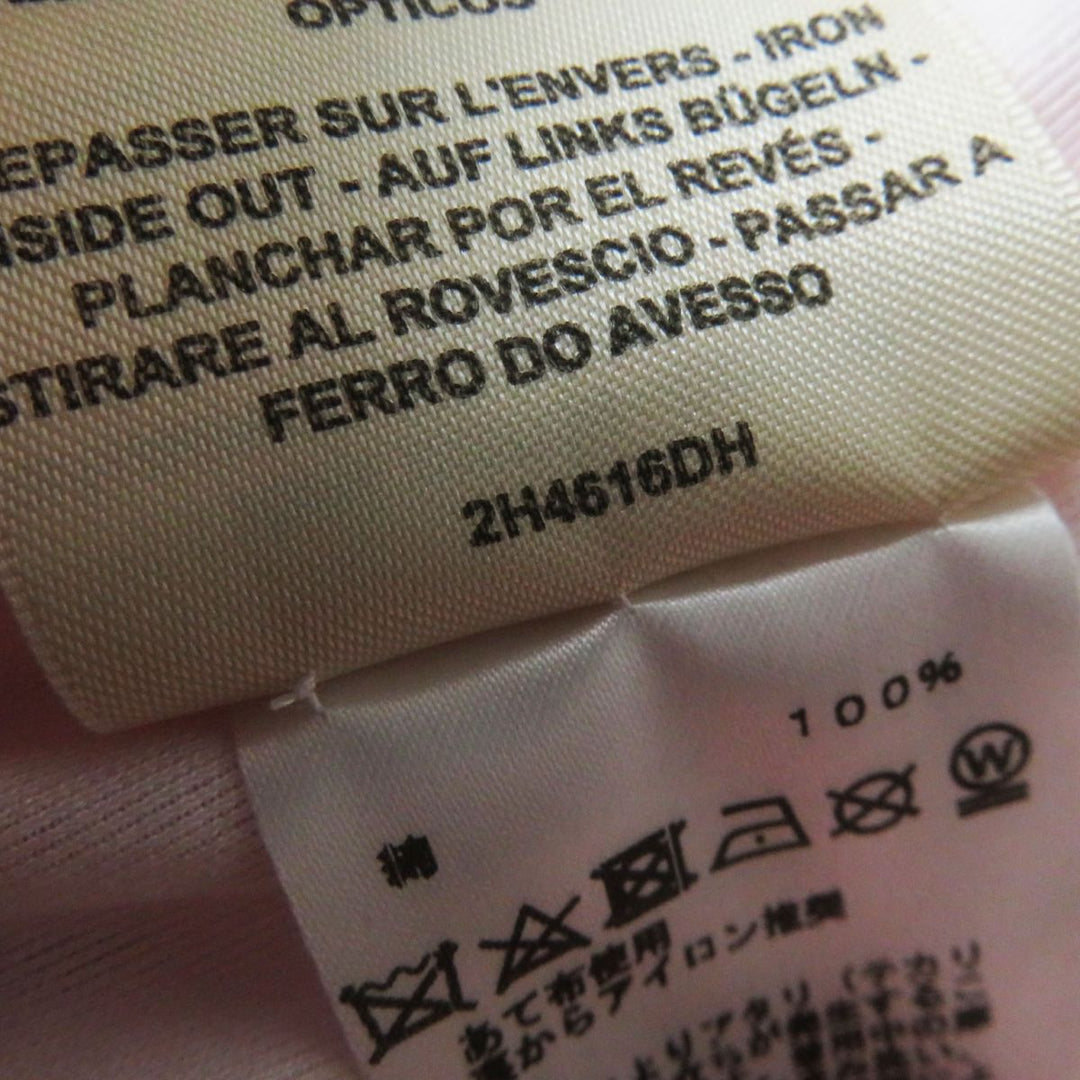 OPTICOS
EPASSER SUR L'ENVERS - IRON
NSIDE OUT - AUF LINKS BÜGELN -
PLANCHAR POR EL REVÉS -
STIRARE AL ROVESCIO - PASSAR A
FERRO DO AVESSO
2H4616DH
100%
絹
W
あて布使用
裏からアイロン推奨